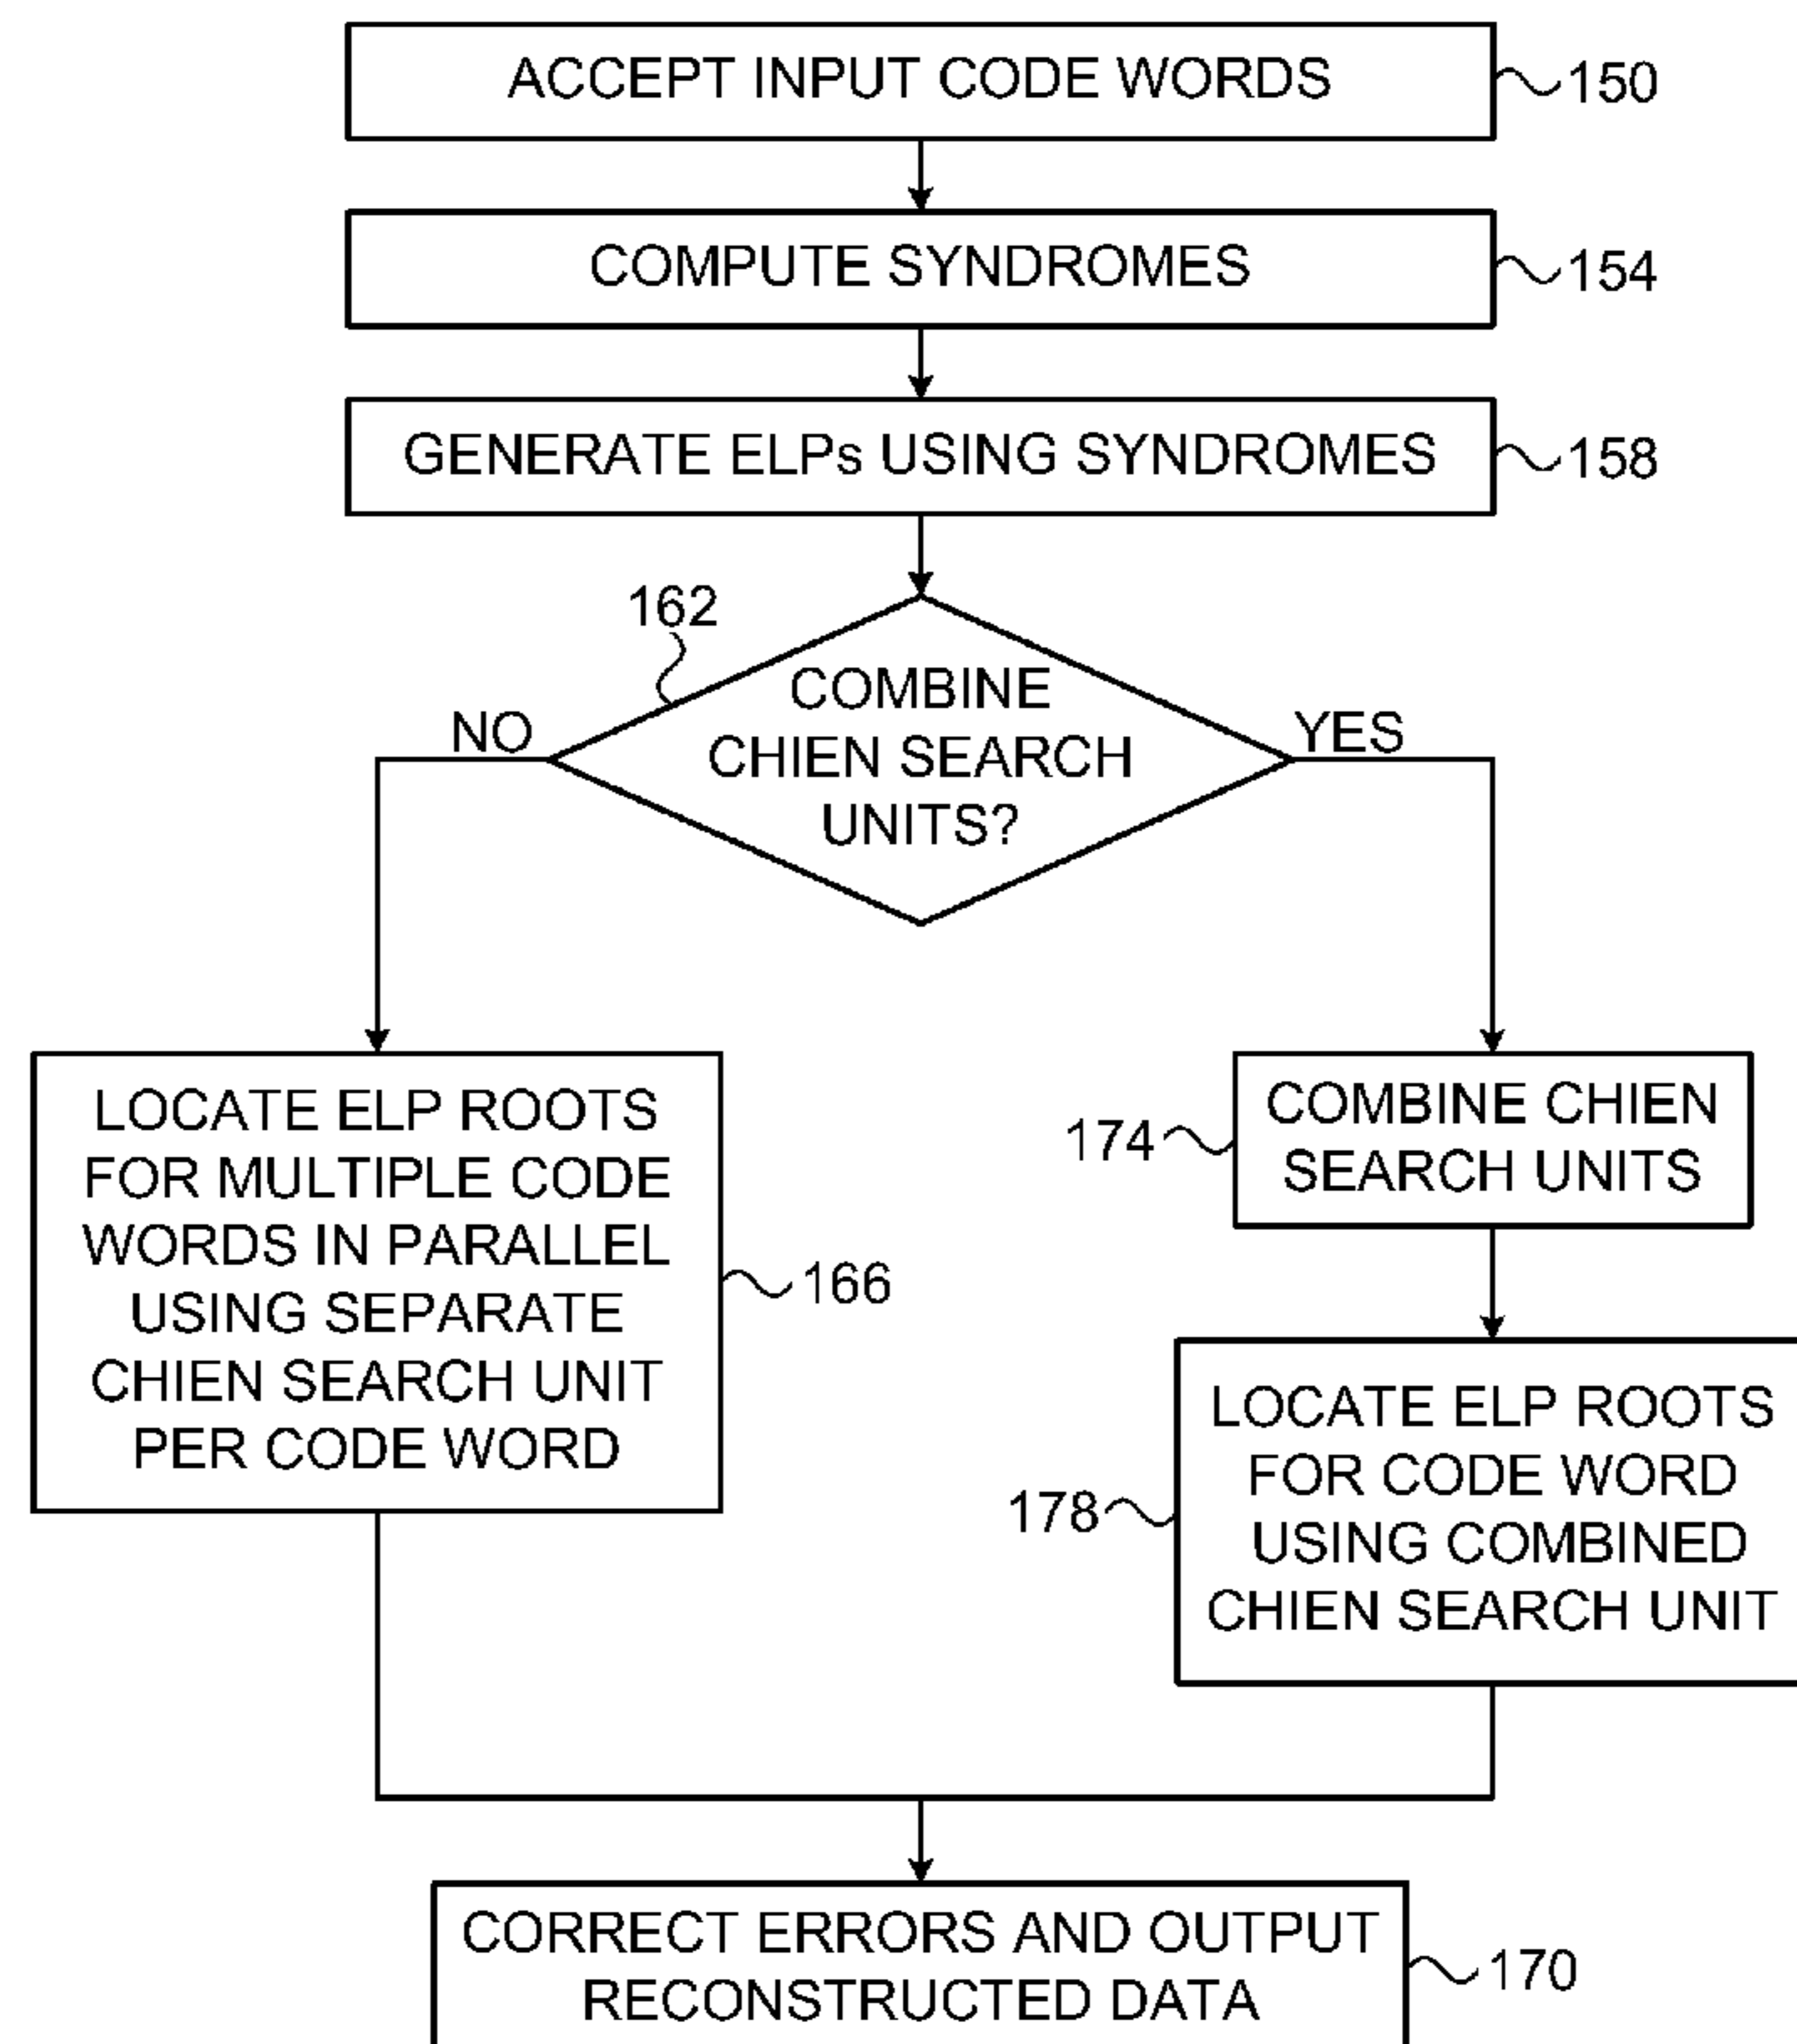 ACCEPT INPUT CODE WORDS
150
COMPUTE SYNDROMES
154
GENERATE ELPs USING SYNDROMES
158
162
COMBINE
CHIEN SEARCH
UNITS?
NO
YES
LOCATE ELP ROOTS
FOR MULTIPLE CODE
WORDS IN PARALLEL
USING SEPARATE
CHIEN SEARCH UNIT
PER CODE WORD
166
174
COMBINE CHIEN
SEARCH UNITS
178
LOCATE ELP ROOTS
FOR CODE WORD
USING COMBINED
CHIEN SEARCH UNIT
CORRECT ERRORS AND OUTPUT
RECONSTRUCTED DATA
170